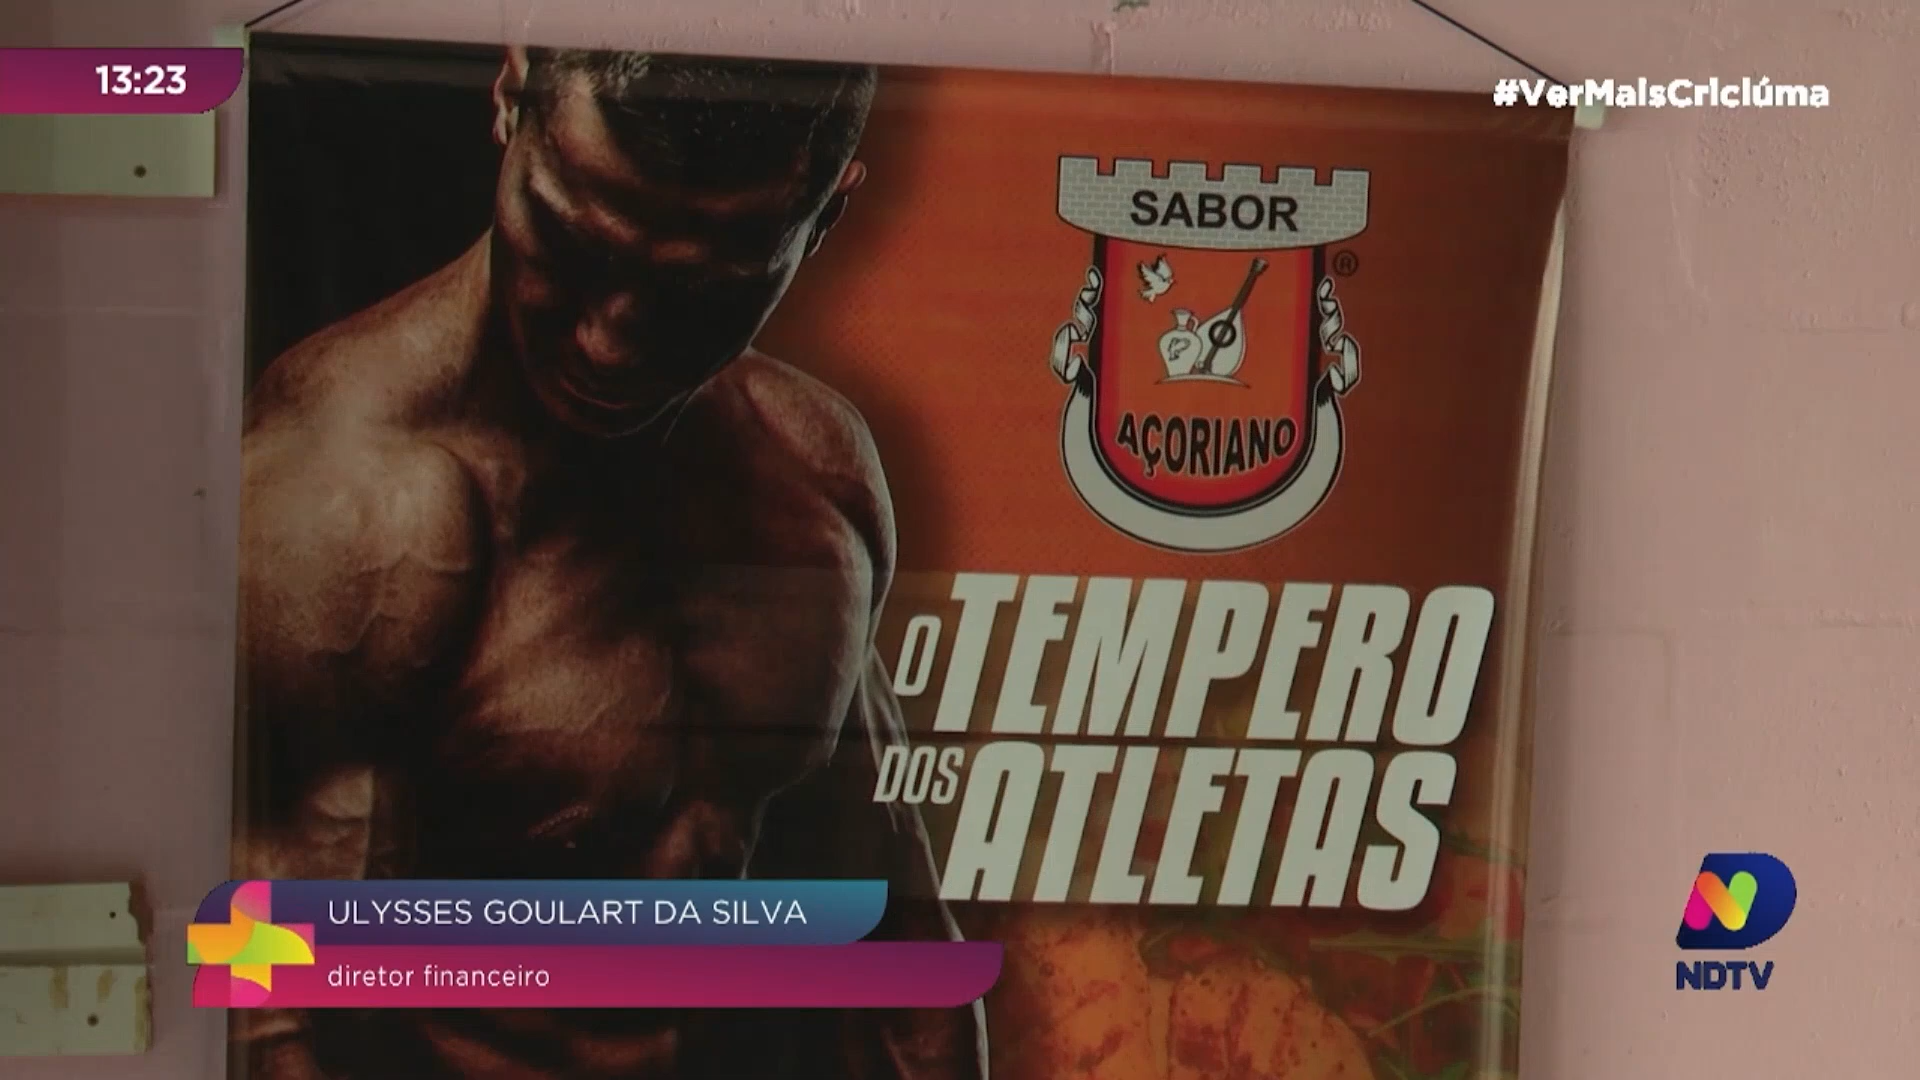 13:23
#VerMaisCriciúma
SABOR
®
AÇORIANO
O TEMPERO
DOS ATLETAS
ULYSSES GOULART DA SILVA
diretor financeiro
NDTV